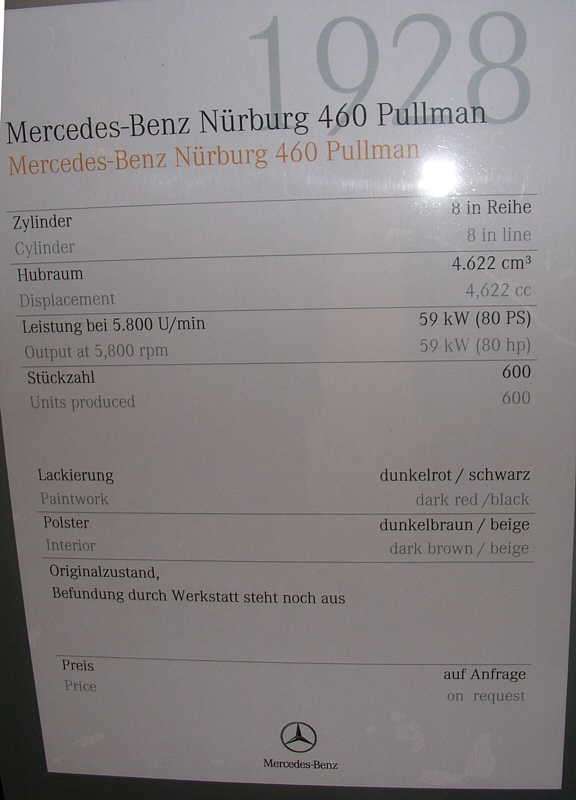 1928
Mercedes-Benz Nürburg 460 Pullman
Mercedes-Benz Nürburg 460 Pullman
Zylinder 8 in Reihe
Cylinder 8 in line
Hubraum 4.622 cm³
Displacement 4,622 cc
Leistung bei 5.800 U/min 59 kW (80 PS)
Output at 5,800 rpm 59 kW (80 hp)
Stückzahl 600
Units produced 600
Lackierung dunkelrot / schwarz
Paintwork dark red /black
Polster dunkelbraun / beige
Interior dark brown / beige
Originalzustand,
Befundung durch Werkstatt steht noch aus
Preis auf Anfrage
Price on request
Mercedes-Benz